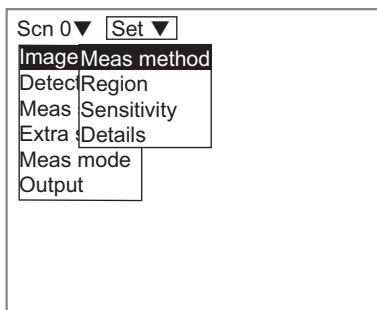 Scn 0▼ Set ▼
Image Meas method
Detect Region
Meas Sensitivity
Extra s Details
Meas mode
Output